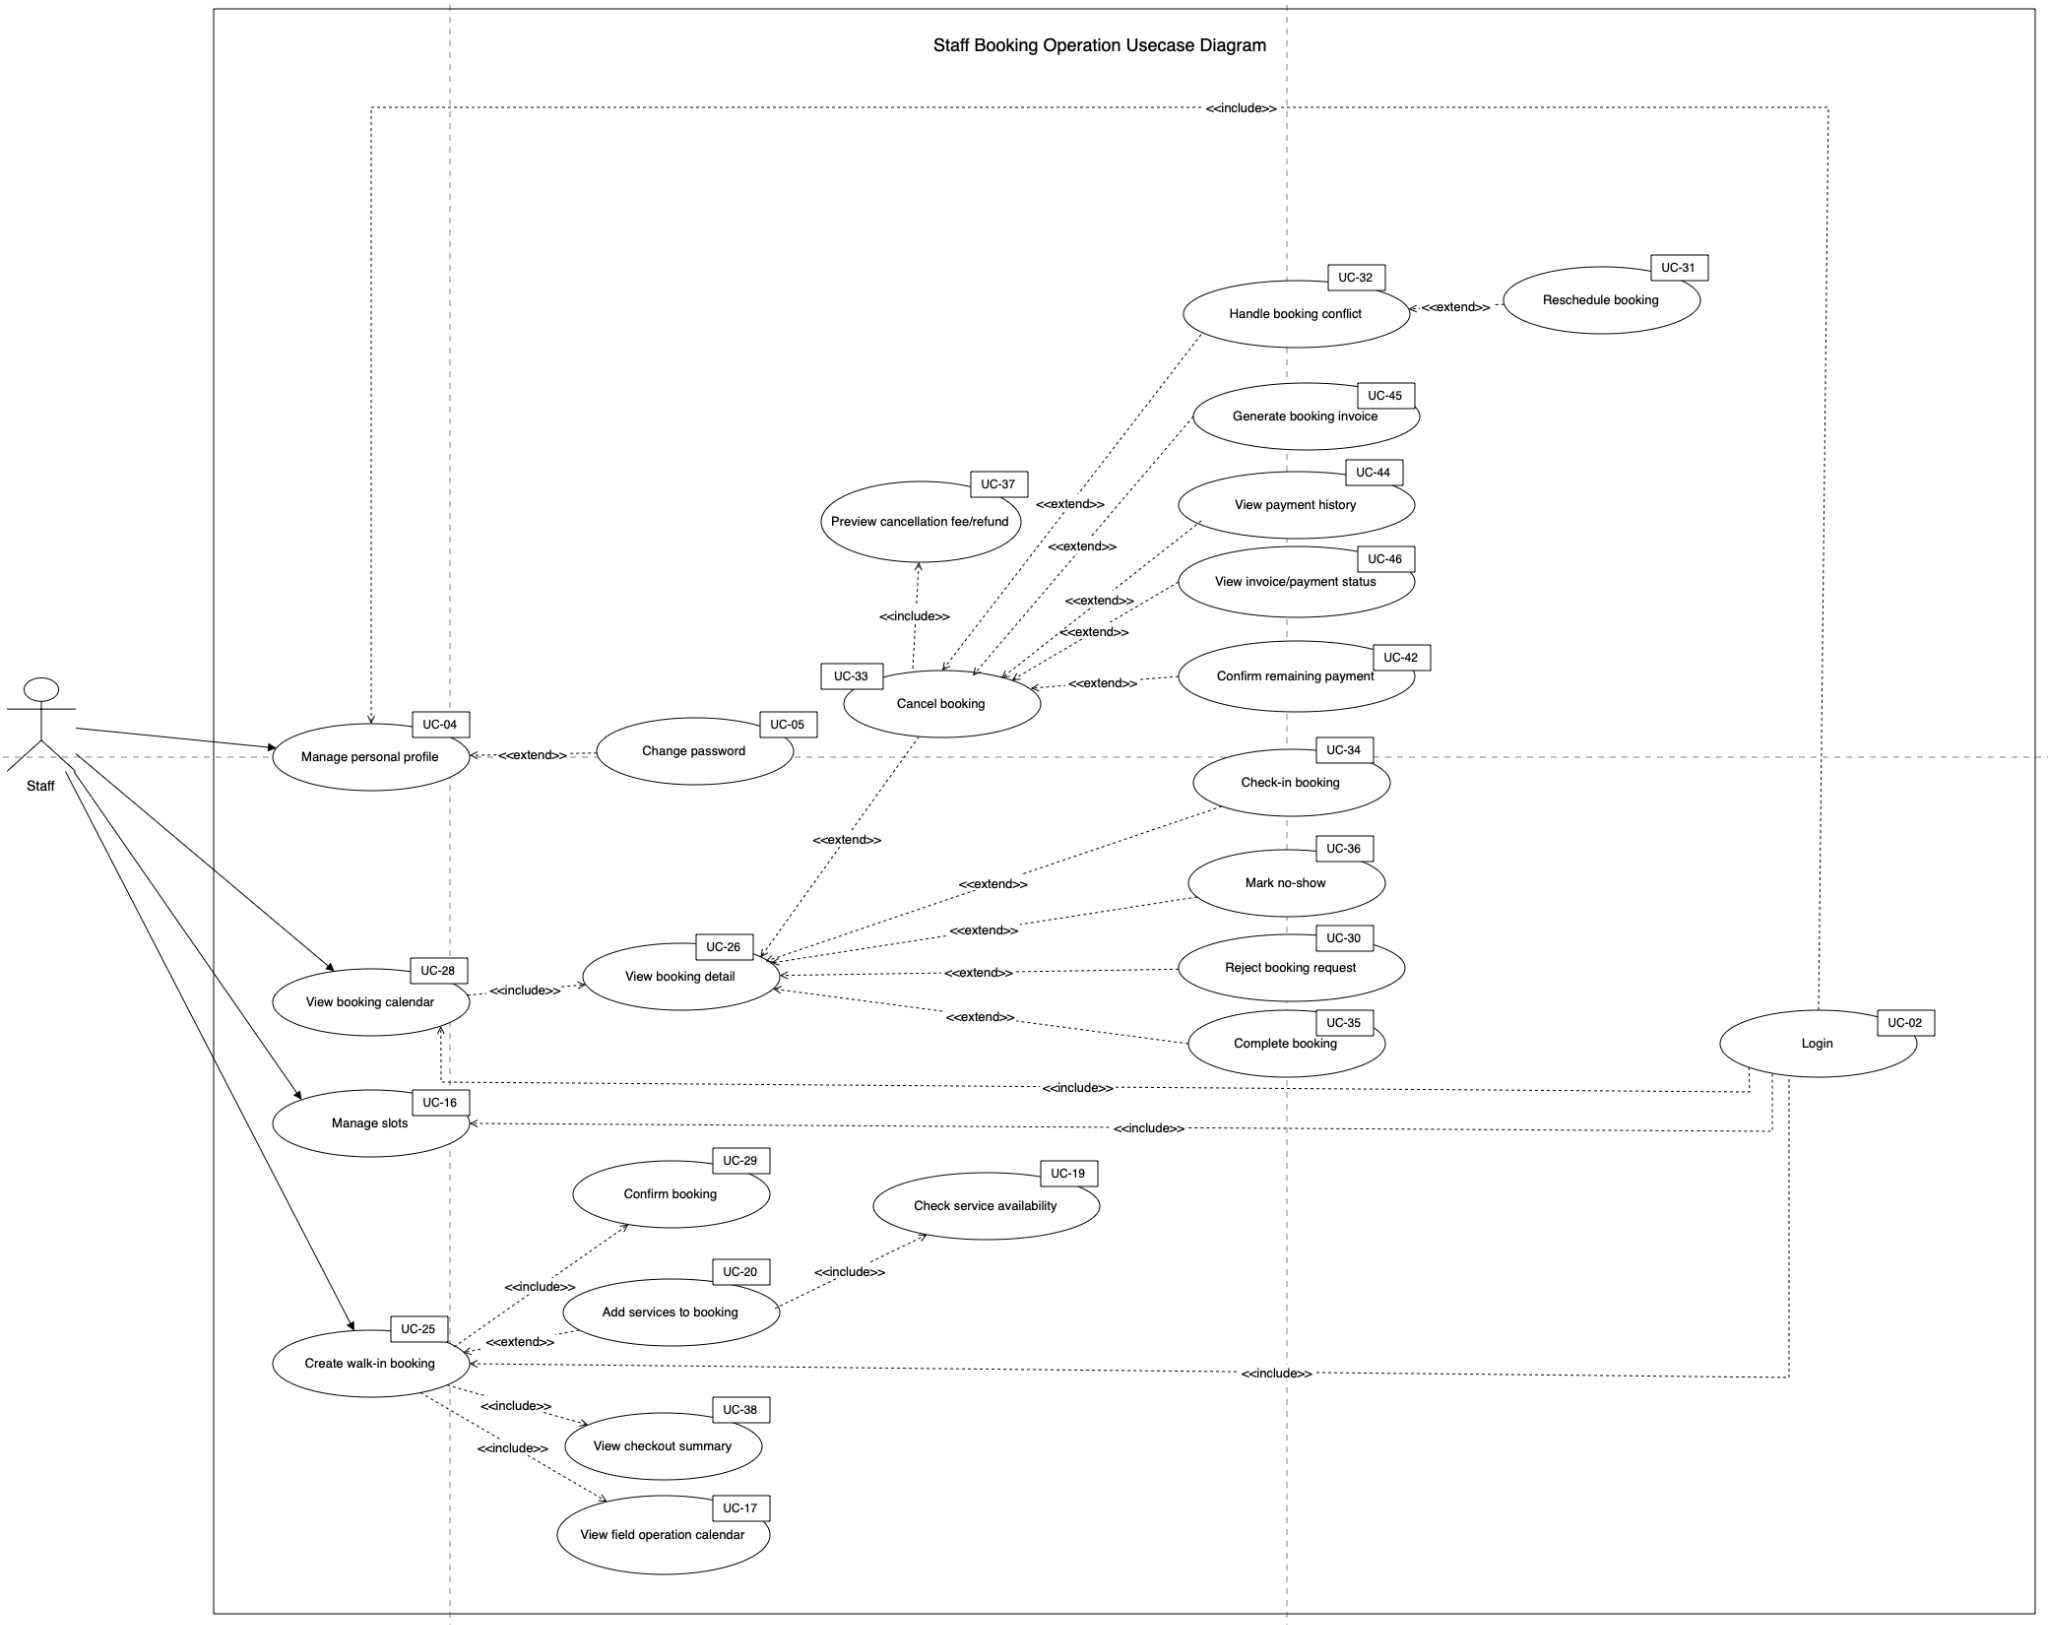 Staff Booking Operation Usecase Diagram
<<include>>
UC-31
UC-32
Reschedule booking
<<extend>>
Handle booking conflict
UC-45
Generate booking invoice
UC-44
UC-37
View payment history
<<extend>>
Preview cancellation fee/refund
<<extend>>
UC-46
View invoice/payment status
<<extend>>
<<include>>
<<extend>>
UC-42
UC-33
Confirm remaining payment
<<extend>>
Cancel booking
UC-04
UC-05
Manage personal profile
<<extend>>
Change password
UC-34
Check-in booking
Staff
<<extend>>
UC-36
Mark no-show
<<extend>>
<<extend>>
UC-30
UC-26
Reject booking request
<<extend>>
View booking detail
UC-28
<<include>>
View booking calendar
<<extend>>
UC-35
UC-02
Complete booking
Login
<<include>>
UC-16
Manage slots
<<include>>
UC-29
UC-19
Confirm booking
Check service availability
UC-20
<<include>>
<<include>>
Add services to booking
UC-25
<<extend>>
Create walk-in booking
<<include>>
<<include>>
UC-38
View checkout summary
<<include>>
UC-17
View field operation calendar